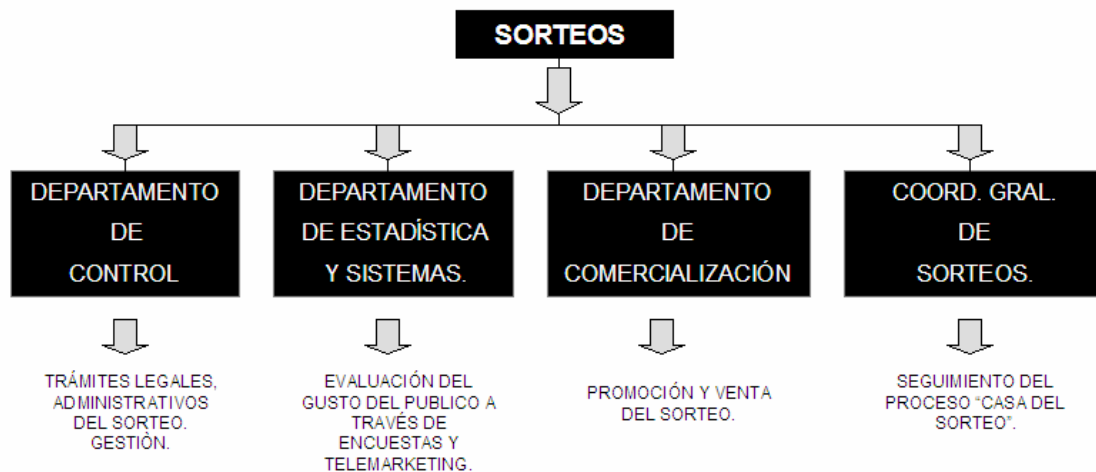 SORTEOS
DEPARTAMENTO
DE
CONTROL
DEPARTAMENTO
DE ESTADÍSTICA
Y SISTEMAS.
DEPARTAMENTO
DE
COMERCIALIZACIÓN
COORD. GRAL.
DE
SORTEOS.
TRÁMITES LEGALES,
ADMINISTRATIVOS
DEL SORTEO.
GESTIÒN.
EVALUACIÓN DEL
GUSTO DEL PUBLICO A
TRAVÉS DE
ENCUESTAS Y
TELEMARKETING.
PROMOCIÓN Y VENTA
DEL SORTEO.
SEGUIMIENTO DEL
PROCESO “CASA DEL
SORTEO”.